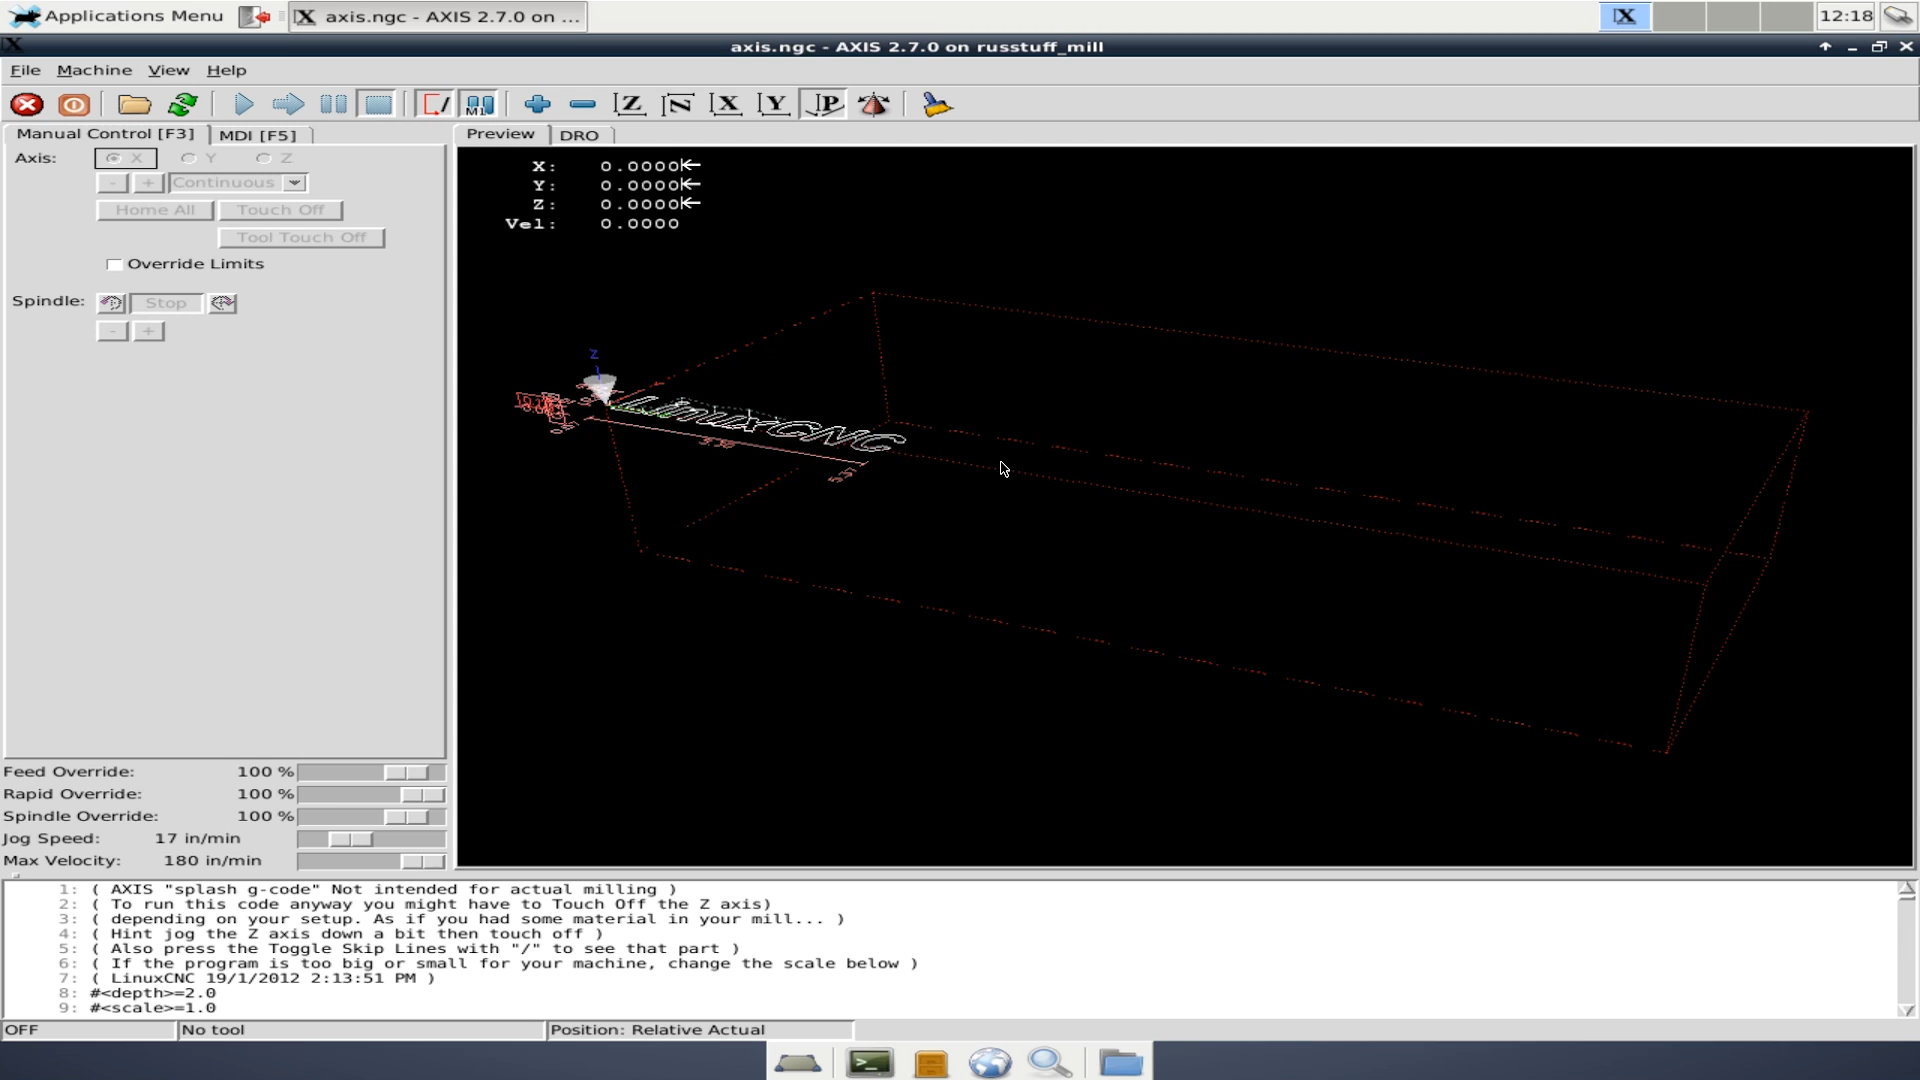 Applications Menu
axis.ngc - AXIS 2.7.0 on ...
12:18
axis.ngc - AXIS 2.7.0 on russtuff_mill
File Machine View Help
Manual Control [F3] MDI [F5]
Preview DRO
Axis: X Y Z
- + Continuous
Home All Touch Off
Tool Touch Off
Override Limits
Spindle: Stop
- +
X: 0.0000
Y: 0.0000
Z: 0.0000
Vel: 0.0000
Z
LinuxCNC
Feed Override: 100 %
Rapid Override: 100 %
Spindle Override: 100 %
Jog Speed: 17 in/min
Max Velocity: 180 in/min
1: ( AXIS "splash g-code" Not intended for actual milling )
2: ( To run this code anyway you might have to Touch Off the Z axis)
3: ( depending on your setup. As if you had some material in your mill... )
4: ( Hint jog the Z axis down a bit then touch off )
5: ( Also press the Toggle Skip Lines with "/" to see that part )
6: ( If the program is too big or small for your machine, change the scale below )
7: ( LinuxCNC 19/1/2012 2:13:51 PM )
8: #<depth>=2.0
9: #<scale>=1.0
OFF No tool Position: Relative Actual